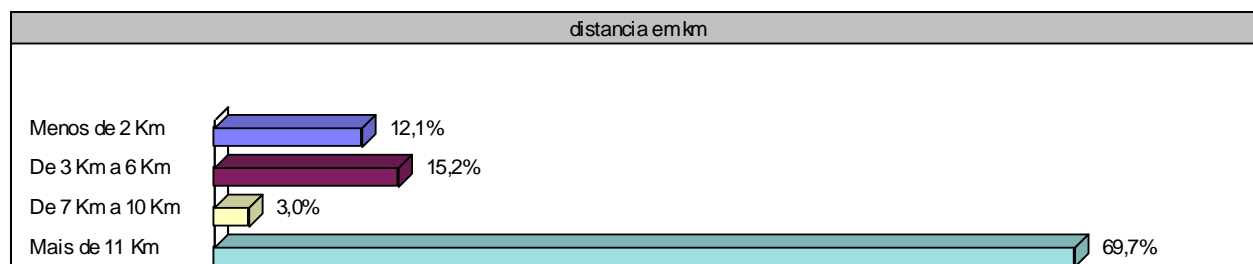 distancia em km
Menos de 2 Km 12,1%
De 3 Km a 6 Km 15,2%
De 7 Km a 10 Km 3,0%
Mais de 11 Km 69,7%